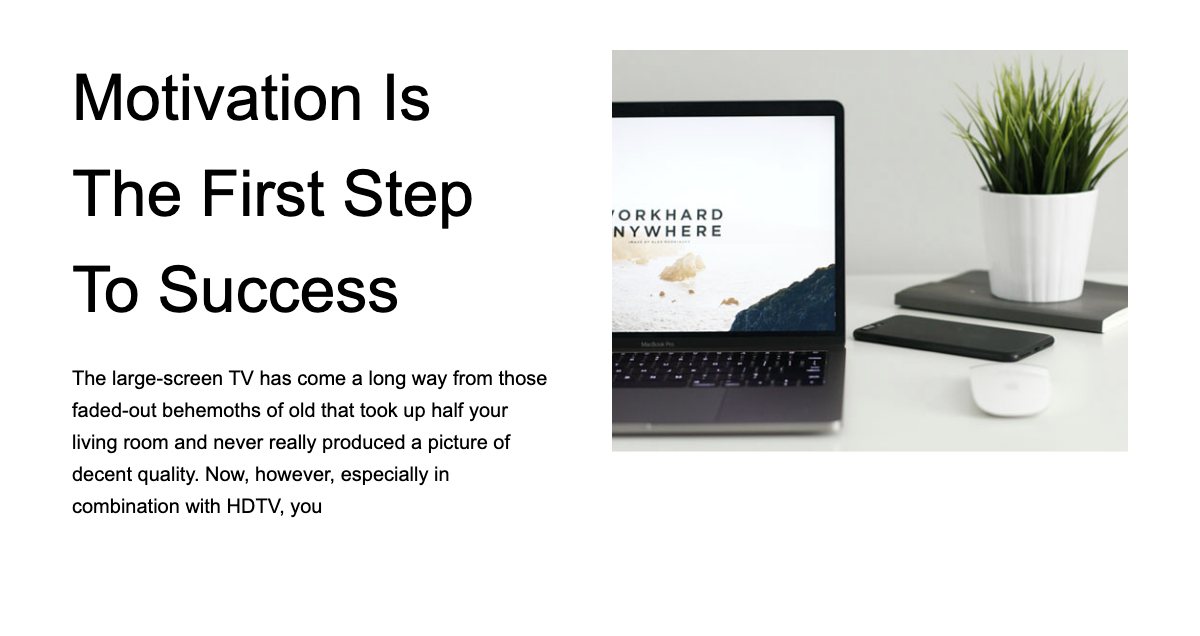 Motivation Is
The First Step
To Success
The large-screen TV has come a long way from those
faded-out behemoths of old that took up half your
living room and never really produced a picture of
decent quality. Now, however, especially in
combination with HDTV, you
ORKHARD
NYWHERE
MacBook Pro